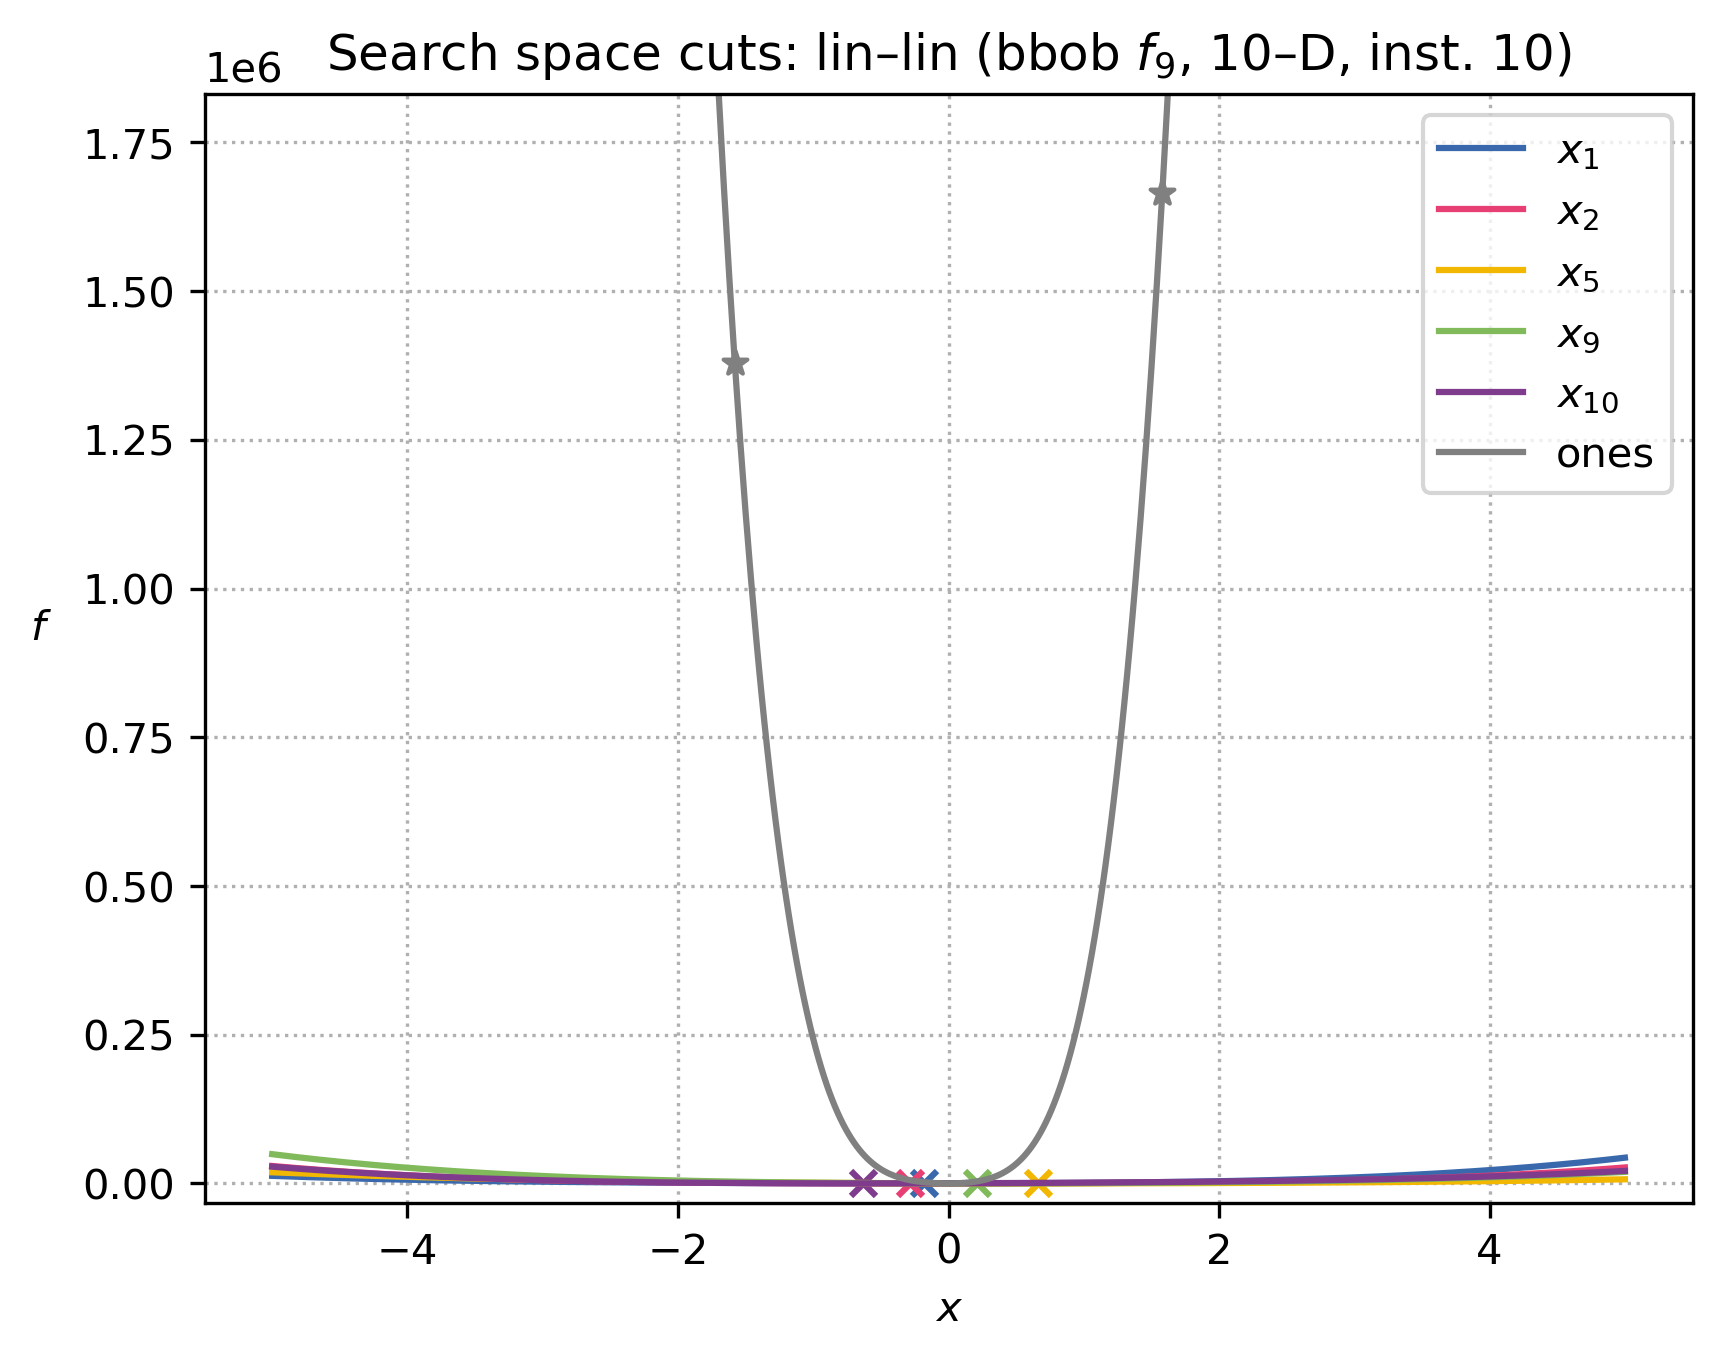 Search space cuts: lin–lin (bbob f₉, 10–D, inst. 10)
1e6
1.75
1.50
1.25
1.00
0.75
0.50
0.25
0.00
f
−4 −2 0 2 4
x
x₁
x₂
x₅
x₉
x₁₀
ones